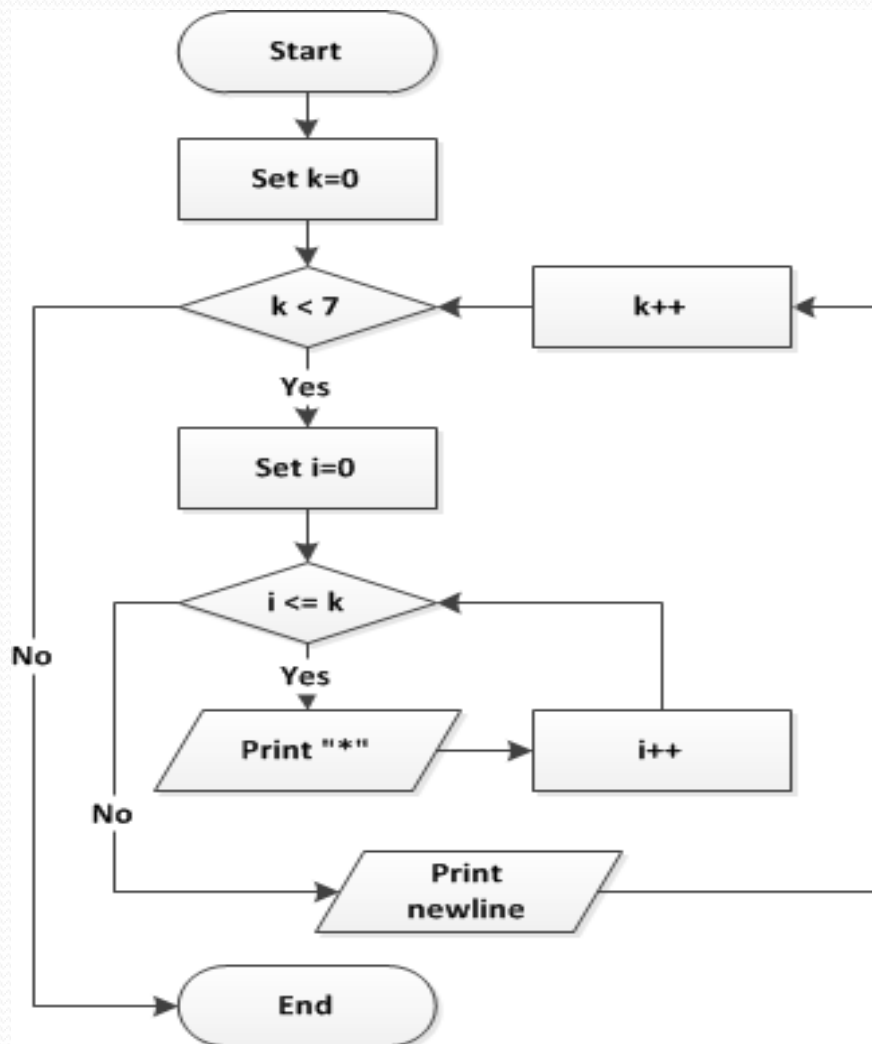 Start
Set k=0
k < 7
k++
Yes
Set i=0
i <= k
No
Yes
Print "*"
i++
No
Print
newline
End